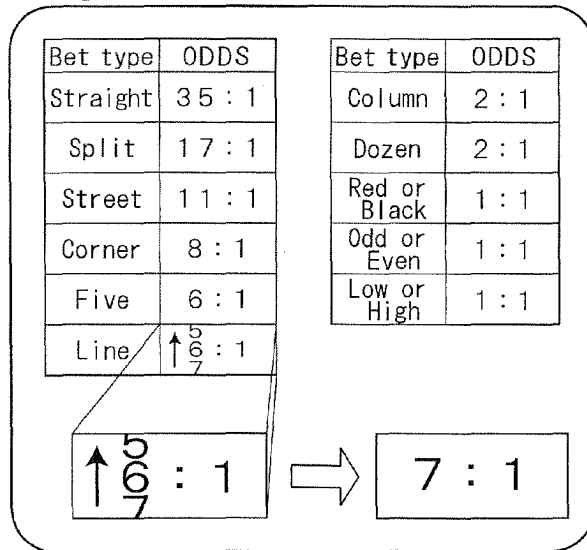 Bet type ODDS
Straight 35:1
Split 17:1
Street 11:1
Corner 8:1
Five 6:1
Line ↑ 5 6 7 : 1
Bet type ODDS
Column 2:1
Dozen 2:1
Red or
Black 1:1
Odd or
Even 1:1
Low or
High 1:1
↑ 5
6 : 1
7
7 : 1